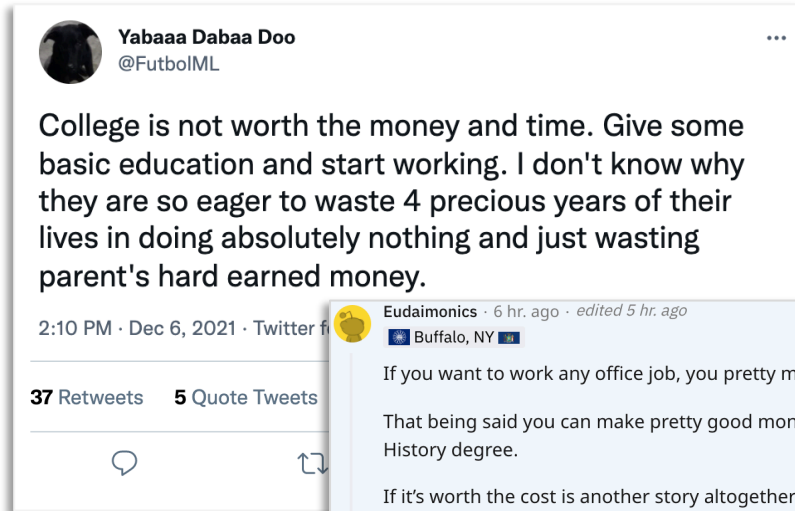 Yabaaa Dabaa Doo
@FutbolML
College is not worth the money and time. Give some
basic education and start working. I don't know why
they are so eager to waste 4 precious years of their
lives in doing absolutely nothing and just wasting
parent's hard earned money.
2:10 PM · Dec 6, 2021 · Twitter
37 Retweets 5 Quote Tweets
Eudaimonics · 6 hr. ago · edited 5 hr. ago
Buffalo, NY
If you want to work any office job, you pretty
That being said you can make pretty good
History degree.
If it’s worth the cost is another story altogether